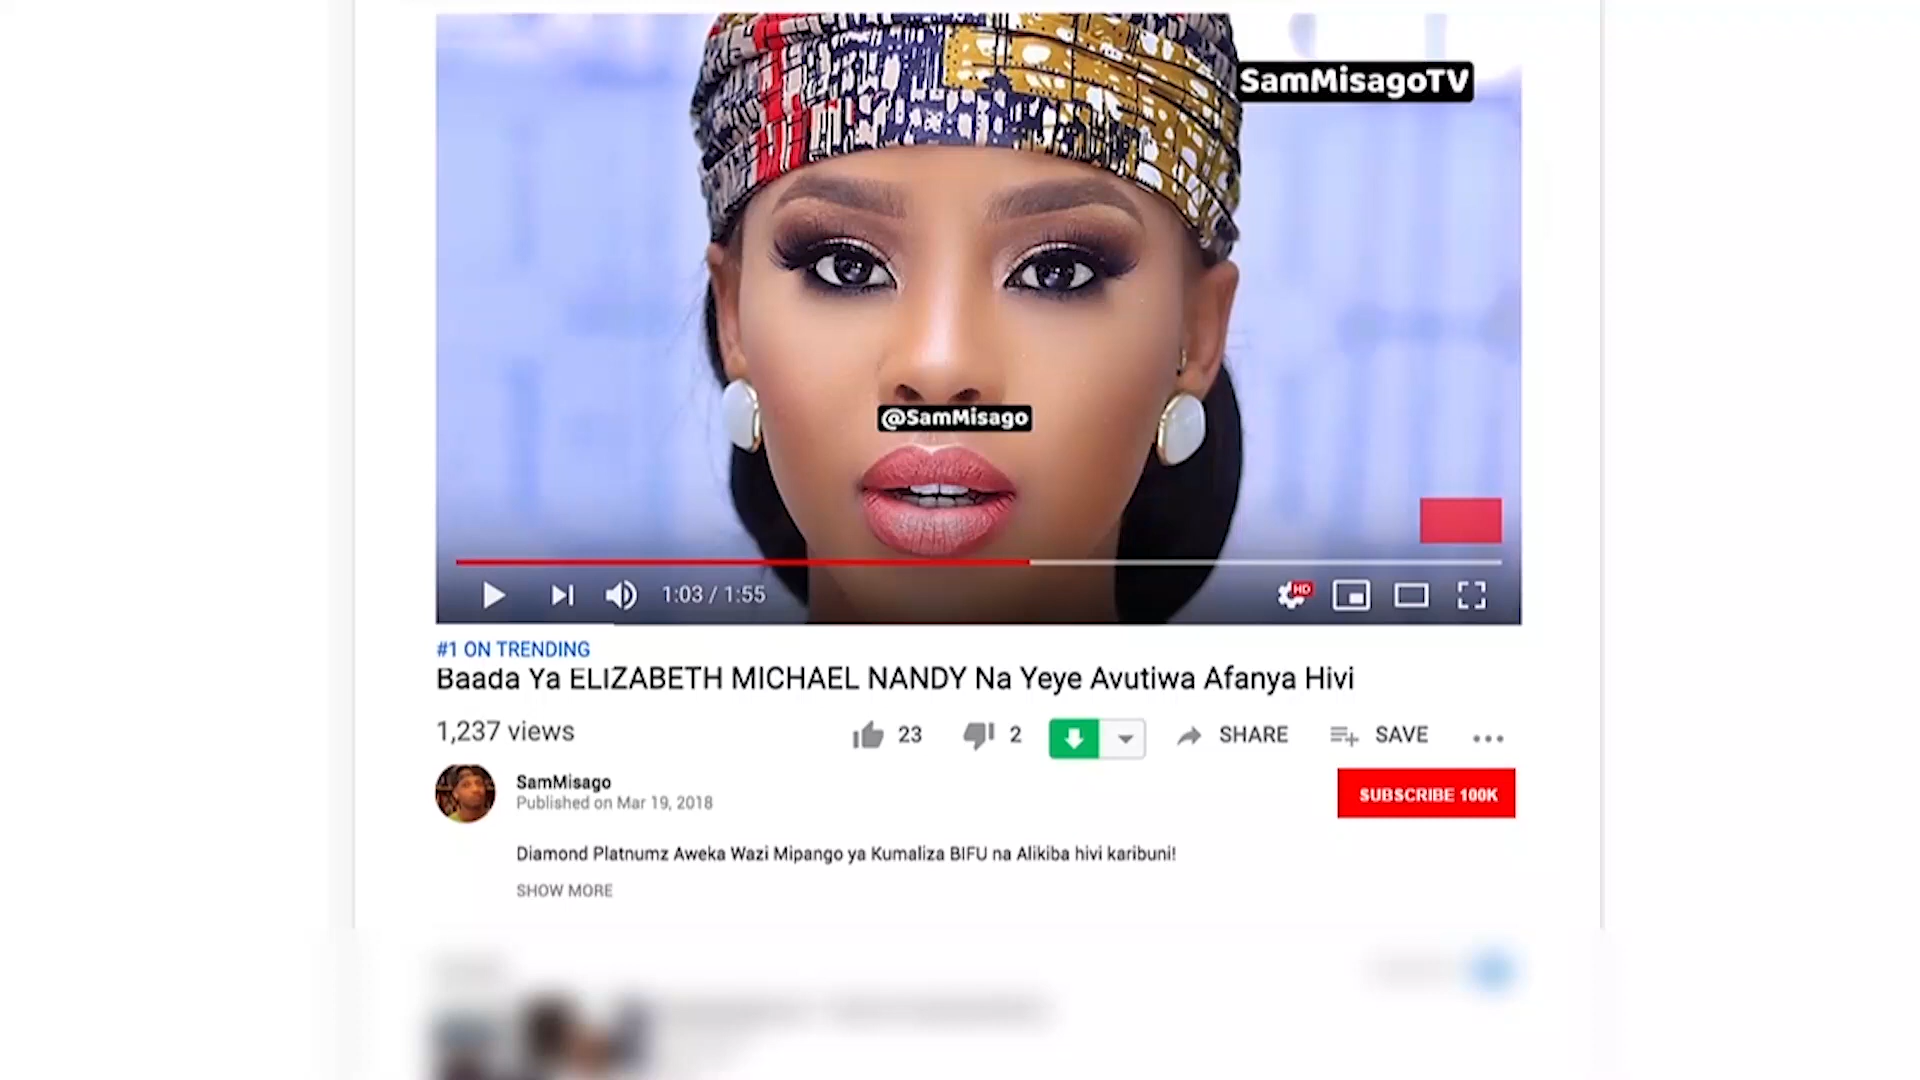 SamMisagoTV
@SamMisago
1:03 / 1:55
HD
#1 ON TRENDING
Baada Ya ELIZABETH MICHAEL NANDY Na Yeye Avutiwa Afanya Hivi
1,237 views
23
2
SHARE
SAVE
SamMisago
Published on Mar 19, 2018
SUBSCRIBE 100K
Diamond Platnumz Aweka Wazi Mipango ya Kumaliza BIFU na Alikiba hivi karibuni!
SHOW MORE